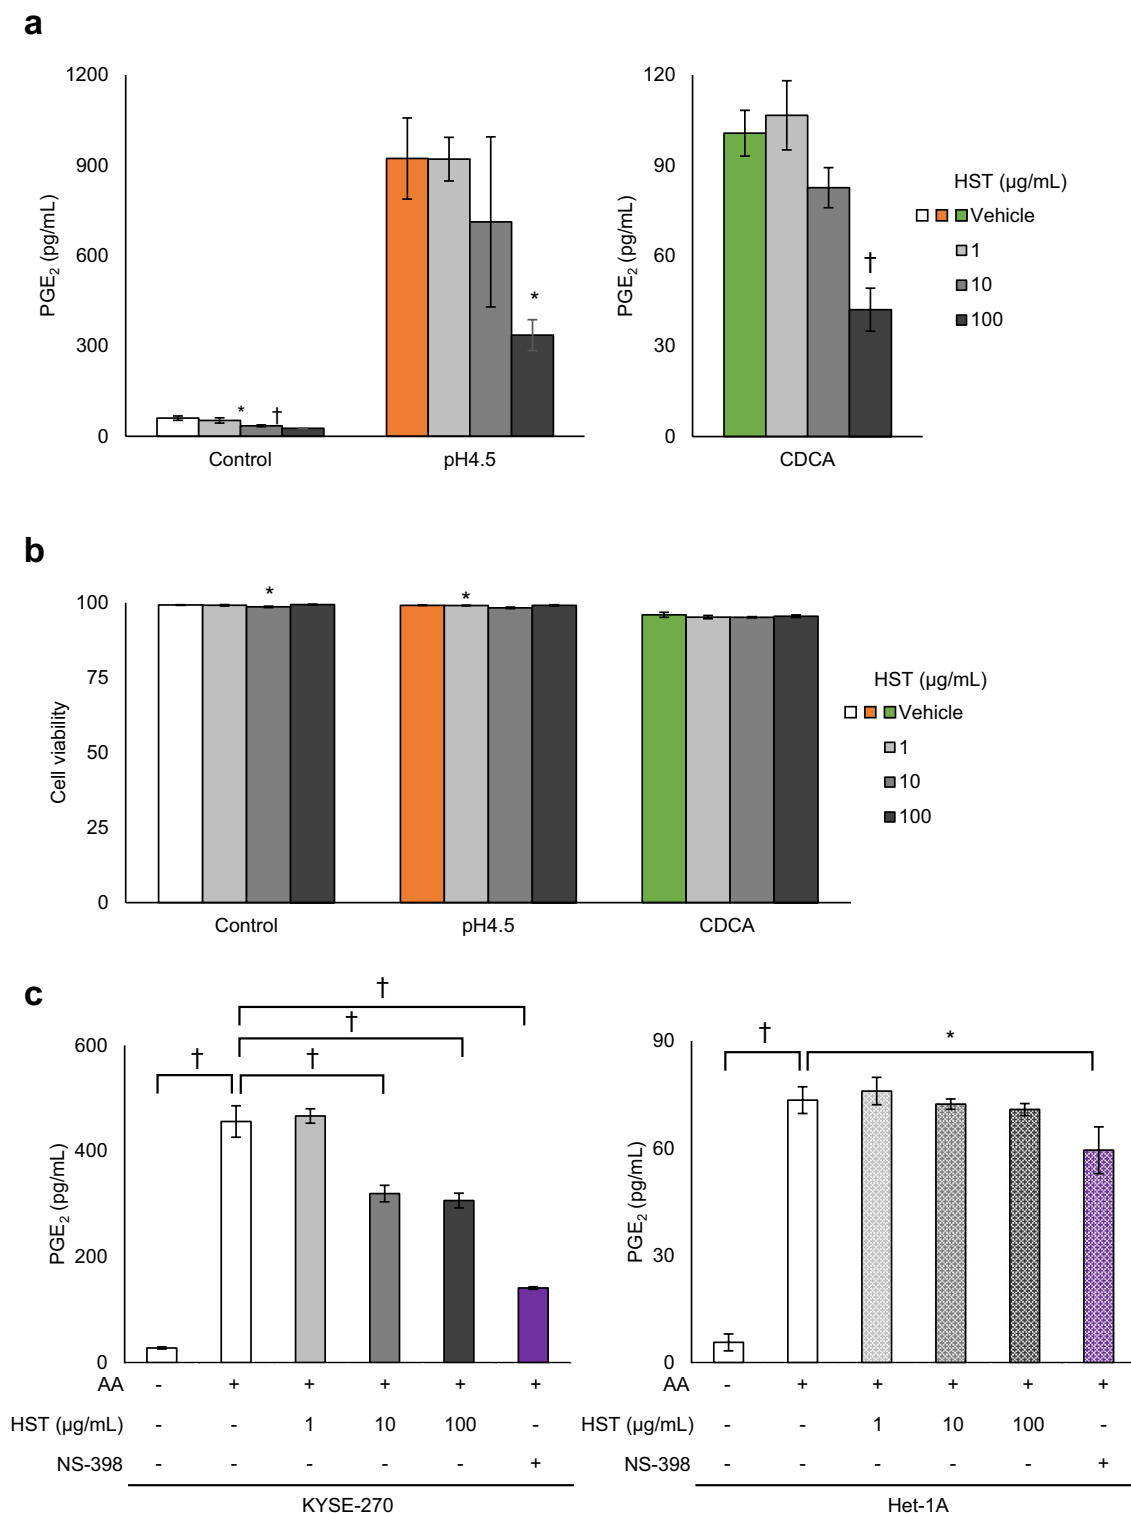 a
1200
900
600
300
0
PGE2 (pg/mL)
*
†
*
Control
pH4.5
120
90
60
30
0
PGE2 (pg/mL)
†
CDCA
HST (µg/mL)
Vehicle
1
10
100
b
100
75
50
25
0
Cell viability
*
*
Control
pH4.5
CDCA
HST (µg/mL)
Vehicle
1
10
100
c
600
400
200
0
PGE2 (pg/mL)
†
†
†
†
AA - + + + + +
HST (µg/mL) - - 1 10 100 -
NS-398 - - - - - +
KYSE-270
90
60
30
0
PGE2 (pg/mL)
†
*
AA - + + + + +
HST (µg/mL) - - 1 10 100 -
NS-398 - - - - - +
Het-1A